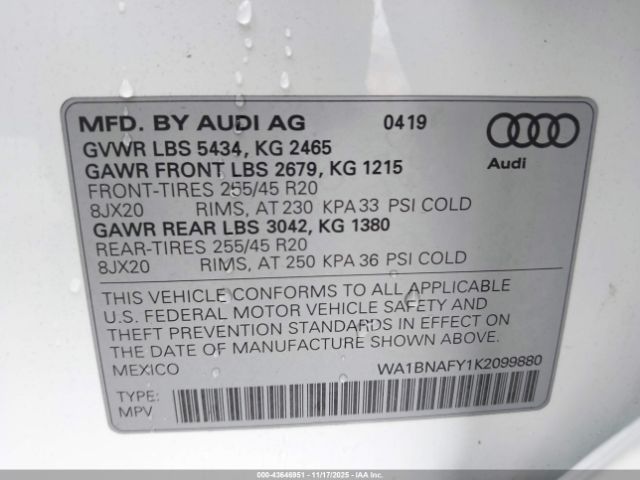 MFD. BY AUDI AG 0419
GVWR LBS 5434, KG 2465
GAWR FRONT LBS 2679, KG 1215
FRONT-TIRES 255/45 R20
8JX20 RIMS, AT 230 KPA 33 PSI COLD
GAWR REAR LBS 3042, KG 1380
REAR-TIRES 255/45 R20
8JX20 RIMS, AT 250 KPA 36 PSI COLD
Audi
THIS VEHICLE CONFORMS TO ALL APPLICABLE
U.S. FEDERAL MOTOR VEHICLE SAFETY AND
THEFT PREVENTION STANDARDS IN EFFECT ON
THE DATE OF MANUFACTURE SHOWN ABOVE.
MEXICO WA1BNAFY1K2099880
TYPE:
MPV
000-43646951 - 11/17/2025 - IAAI.COM